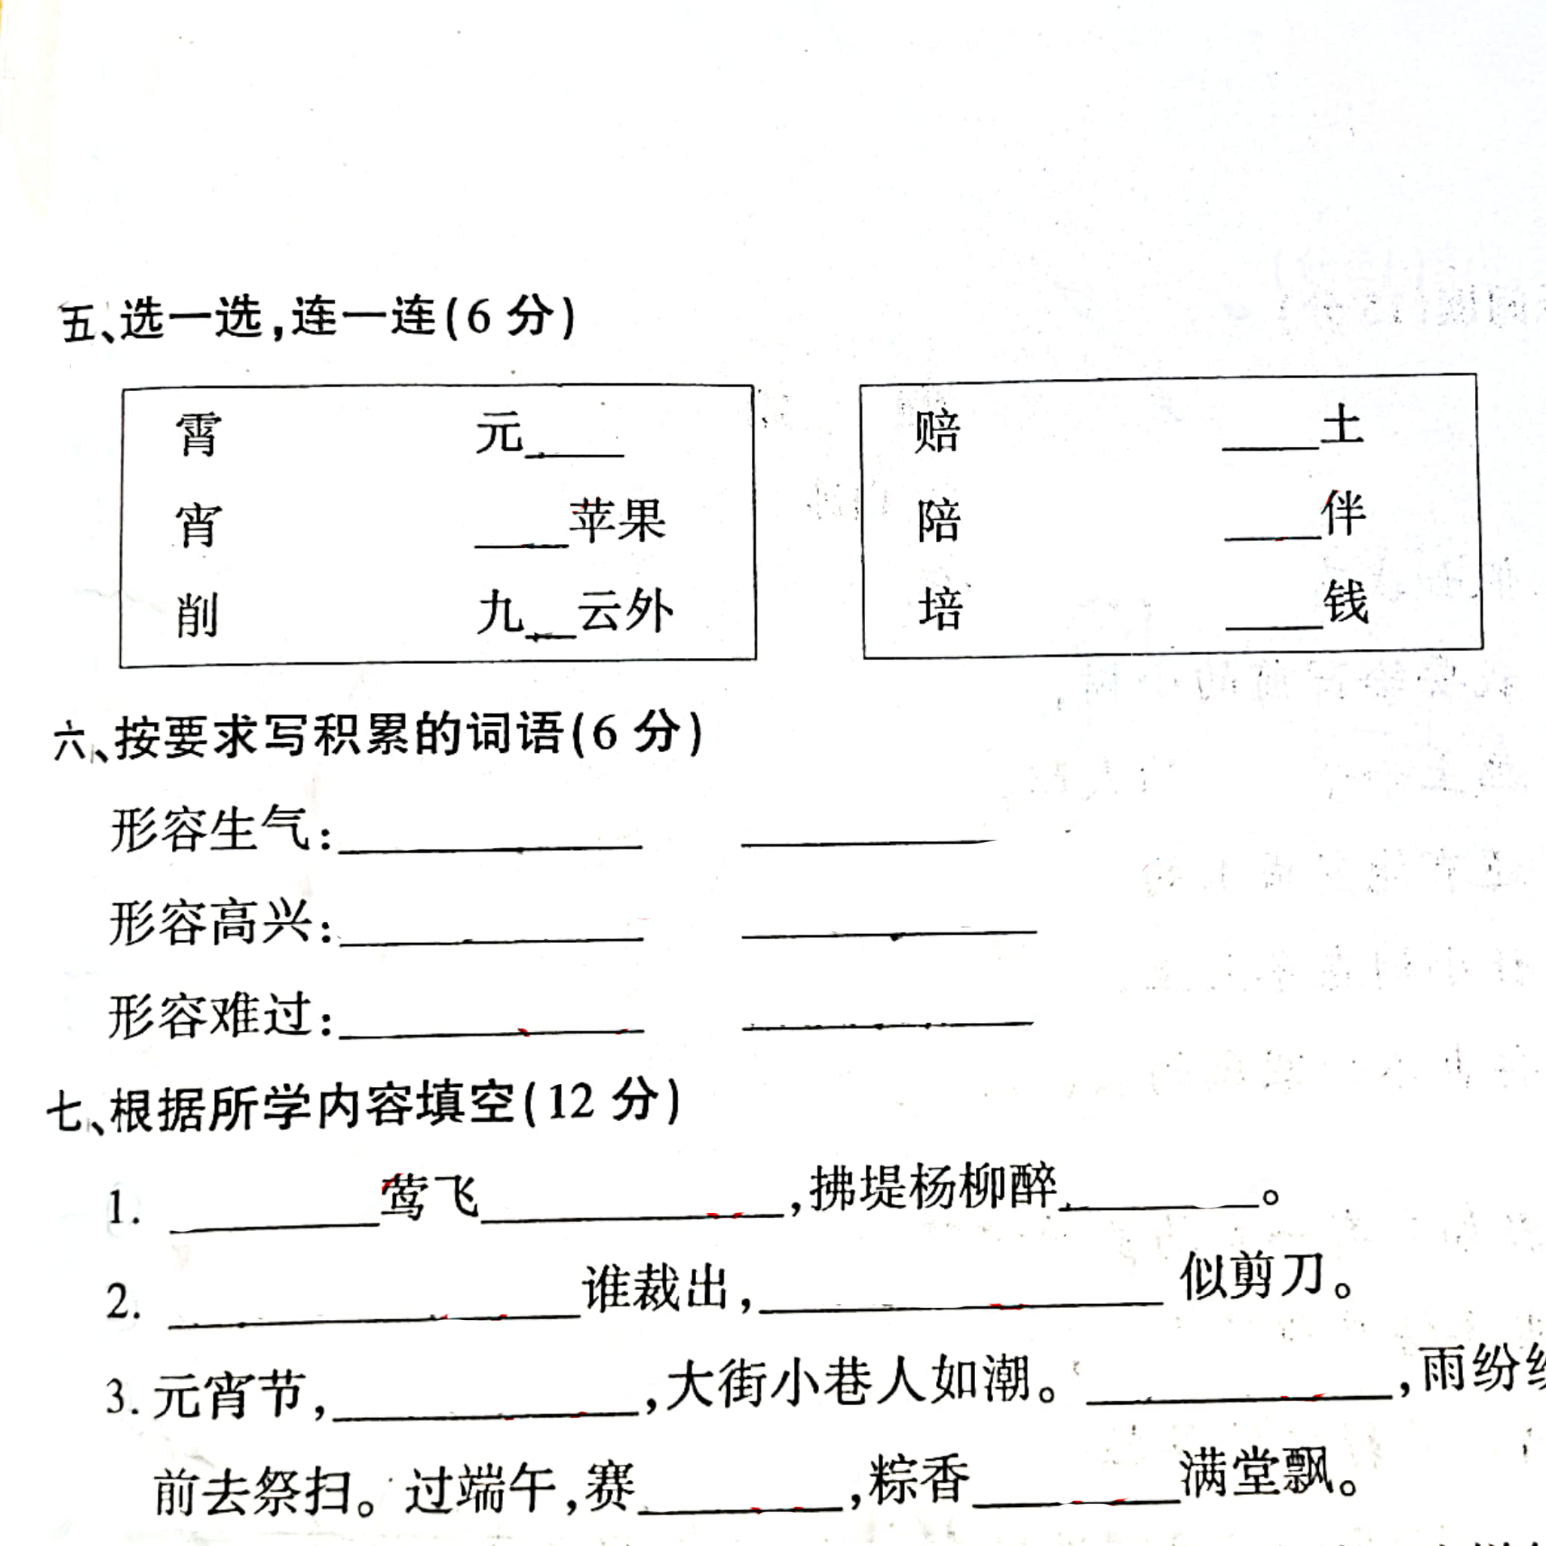 五、选一选,连一连(6 分)
霄 元____
宵 ____苹果
削 九__云外
赔 ____土
陪 ____伴
培 ____钱
六、按要求写积累的词语(6 分)
形容生气:____________ ____________
形容高兴:____________ ____________
形容难过:____________ ____________
七、根据所学内容填空(12 分)
1. ________莺飞____________,拂堤杨柳醉________。
2. ________________谁裁出,________________ 似剪刀。
3. 元宵节,____________,大街小巷人如潮。____________,雨纷
前去祭扫。过端午,赛________,粽香________满堂飘。